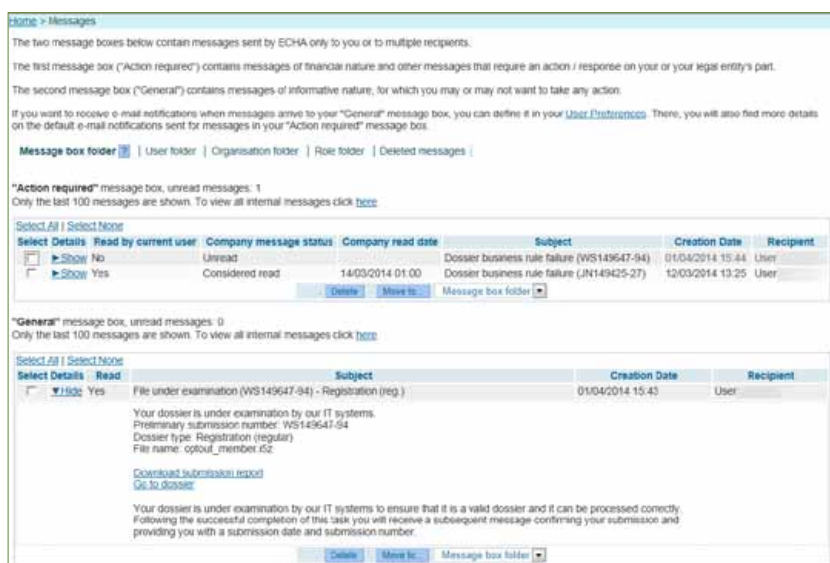 Home > Messages
The two message boxes below contain messages sent by ECHA only to you or to multiple recipients.
The first message box ("Action required") contains messages of financial nature and other messages that require an action / response on your or your legal entity's part.
The second message box ("General") contains messages of informative nature, for which you may or may not want to take any action.
If you want to receive e-mail notifications when messages arrive to your "General" message box, you can define it in your User Preferences. There, you will also find more details
on the default e-mail notifications sent for messages in your "Action required" message box.
Message box folder ? | User folder | Organisation folder | Role folder | Deleted messages |
"Action required" message box, unread messages: 1
Only the last 100 messages are shown. To view all internal messages click here
Select All | Select None
Select Details Read by current user Company message status Company read date Subject Creation Date Recipient
Show No Unread Dossier business rule failure (WS149647-94) 01/04/2014 15:44 User
Show Yes Considered read 14/03/2014 01:00 Dossier business rule failure (JN149425-27) 12/03/2014 13:25 User
Delete Move to... Message box folder
"General" message box, unread messages: 0
Only the last 100 messages are shown. To view all internal messages click here
Select All | Select None
Select Details Read Subject Creation Date Recipient
Hide Yes File under examination (WS149647-94) - Registration (reg.) 01/04/2014 15:43 User
Your dossier is under examination by our IT systems.
Preliminary submission number: WS149647-94
Dossier type: Registration (regular)
File name: optout_member.i5z
Download submission report
Go to dossier
Your dossier is under examination by our IT systems to ensure that it is a valid dossier and it can be processed correctly.
Following the successful completion of this task you will receive a subsequent message confirming your submission and
providing you with a submission date and submission number.
Delete Move to... Message box folder